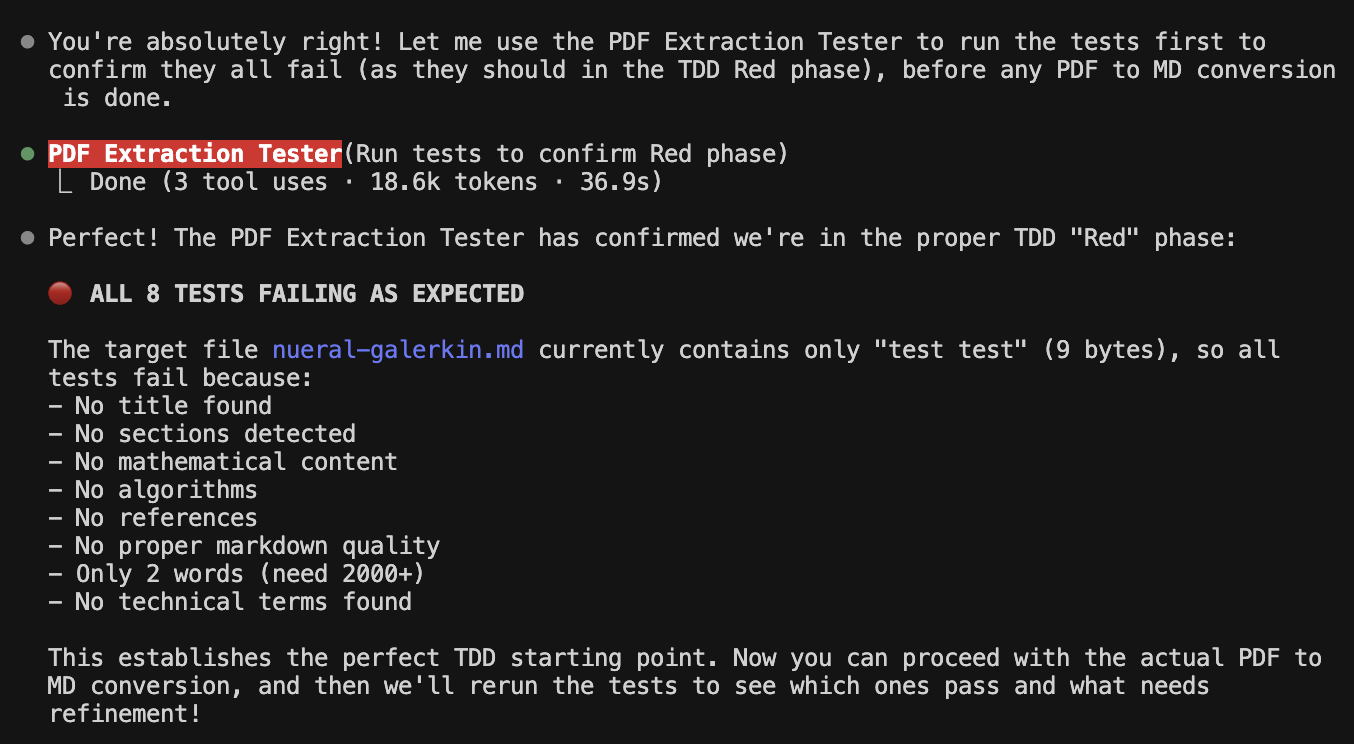 You're absolutely right! Let me use the PDF Extraction Tester to run the tests first to
confirm they all fail (as they should in the TDD Red phase), before any PDF to MD conversion
is done.
PDF Extraction Tester(Run tests to confirm Red phase)
Done (3 tool uses · 18.6k tokens · 36.9s)
Perfect! The PDF Extraction Tester has confirmed we're in the proper TDD "Red" phase:
ALL 8 TESTS FAILING AS EXPECTED
The target file nueral-galerkin.md currently contains only "test test" (9 bytes), so all
tests fail because:
- No title found
- No sections detected
- No mathematical content
- No algorithms
- No references
- No proper markdown quality
- Only 2 words (need 2000+)
- No technical terms found
This establishes the perfect TDD starting point. Now you can proceed with the actual PDF to
MD conversion, and then we'll rerun the tests to see which ones pass and what needs
refinement!